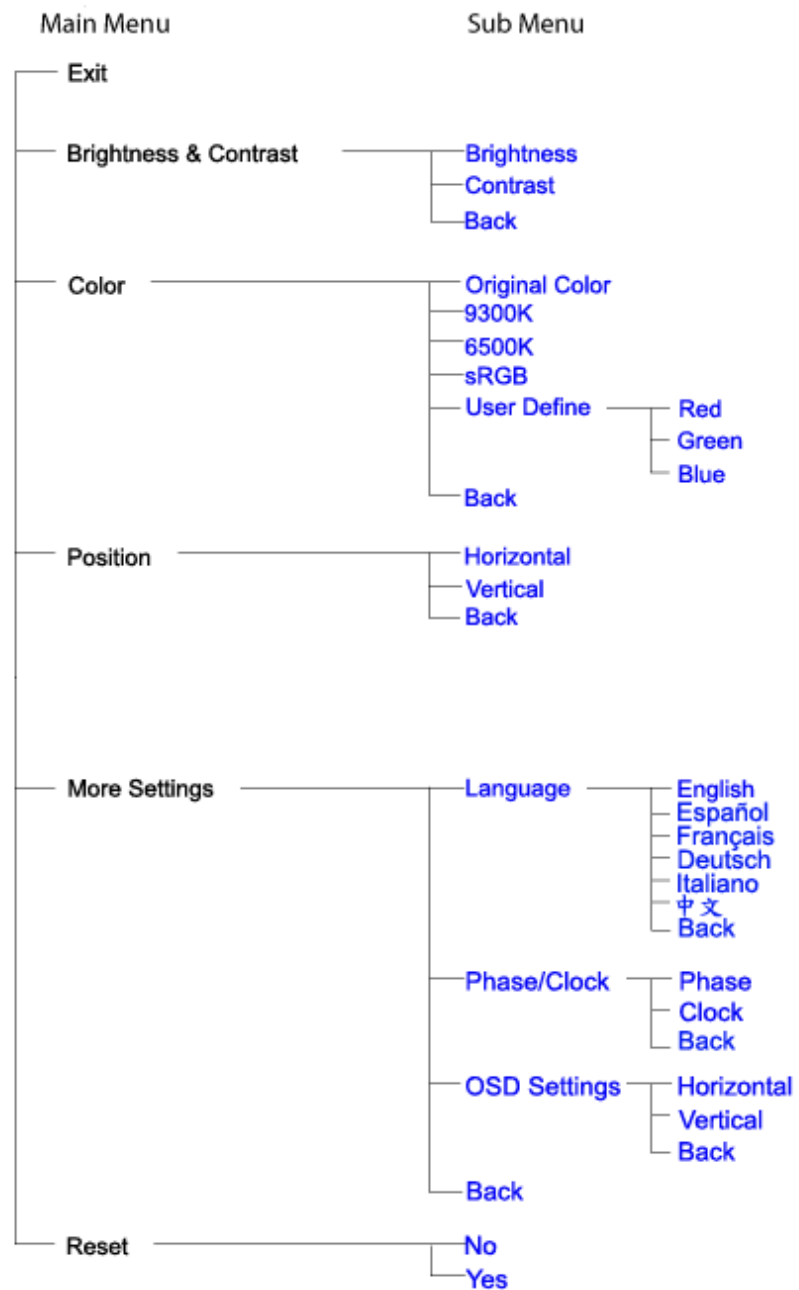 Main Menu Sub Menu
Exit
Brightness & Contrast Brightness
Contrast
Back
Color Original Color
9300K
6500K
sRGB
User Define Red
Green
Blue
Back
Position Horizontal
Vertical
Back
More Settings Language English
Español
Français
Deutsch
Italiano
中文
Back
Phase/Clock Phase
Clock
Back
OSD Settings Horizontal
Vertical
Back
Back
Reset No
Yes